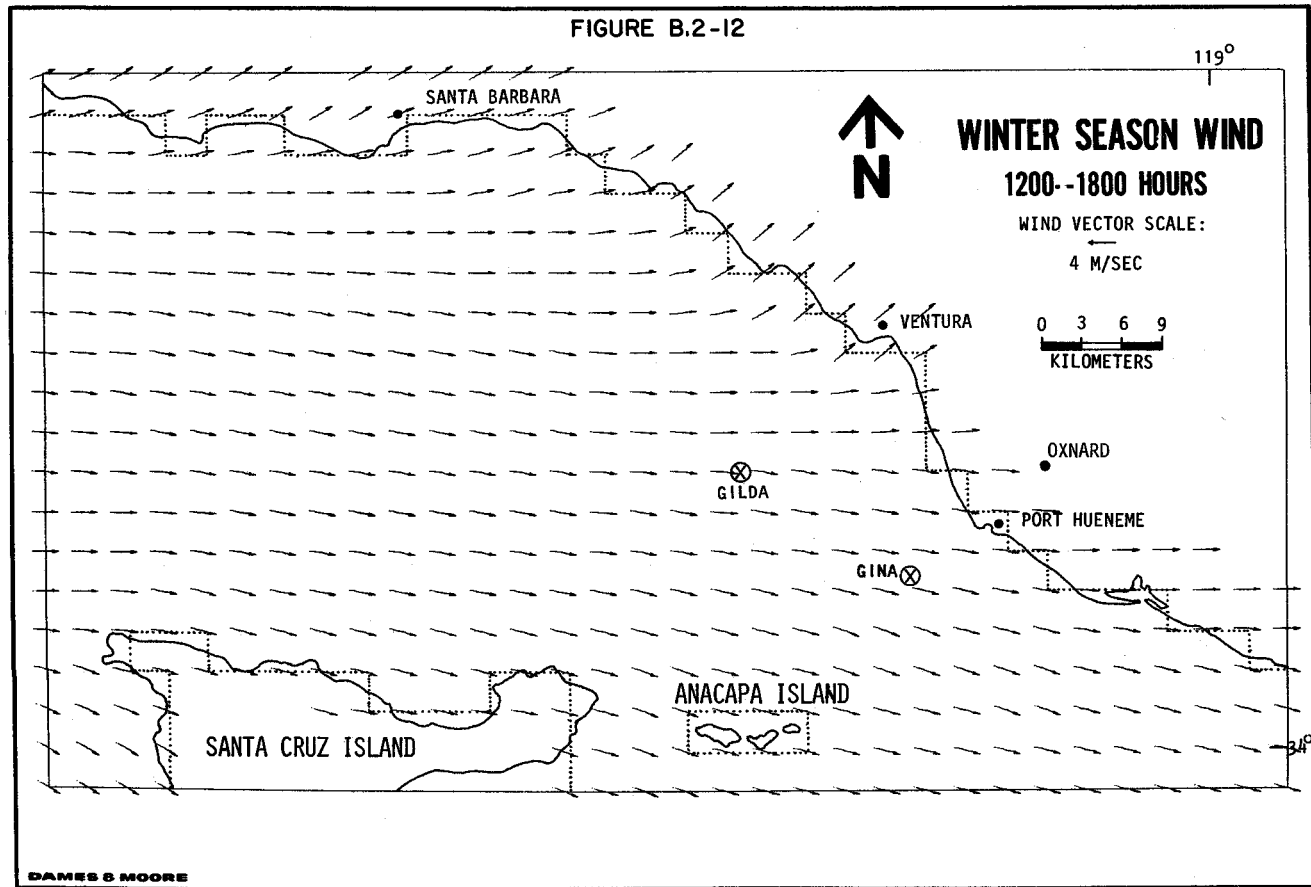 FIGURE B.2-12
119°
SANTA BARBARA
N
WINTER SEASON WIND
1200--1800 HOURS
WIND VECTOR SCALE:
4 M/SEC
VENTURA
0 3 6 9
KILOMETERS
OXNARD
GILDA
PORT HUENEME
GINA
ANACAPA ISLAND
SANTA CRUZ ISLAND
34°
DAMES & MOORE